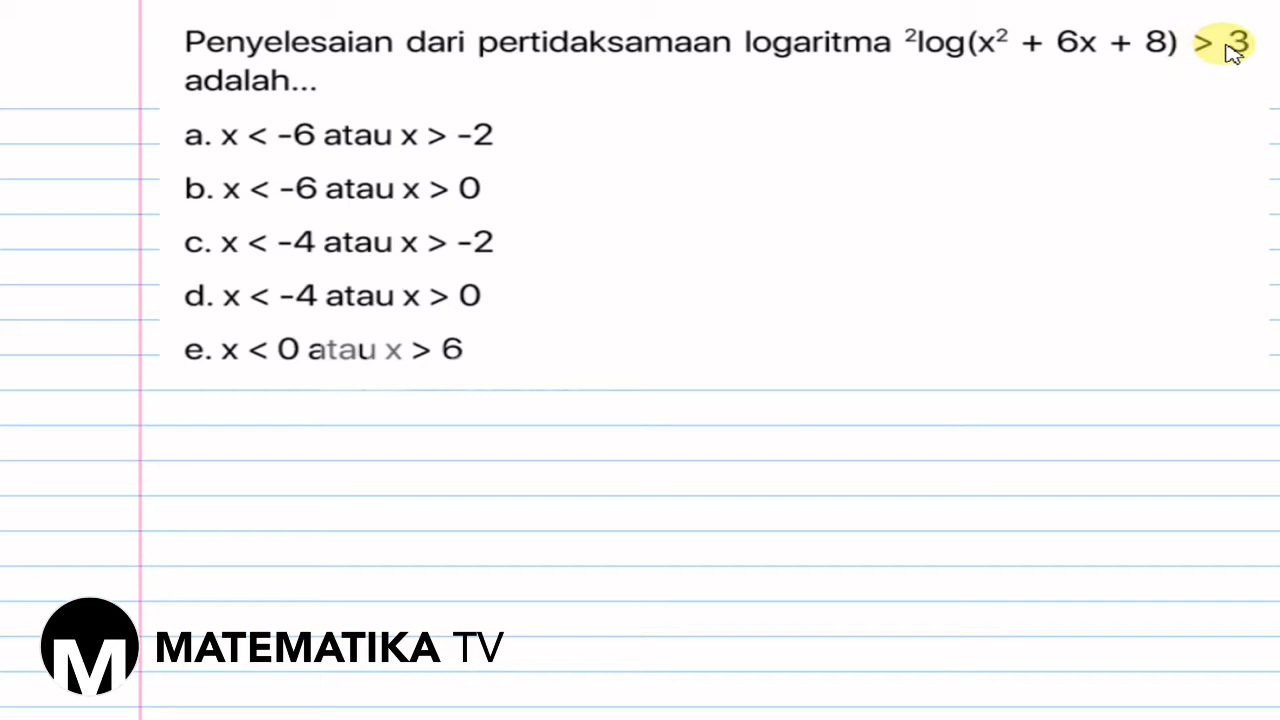 Penyelesaian dari pertidaksamaan logaritma ²log(x² + 6x + 8) > 3
adalah...
a. x < -6 atau x > -2
b. x < -6 atau x > 0
c. x < -4 atau x > -2
d. x < -4 atau x > 0
e. x < 0 atau x > 6
M MATEMATIKA TV